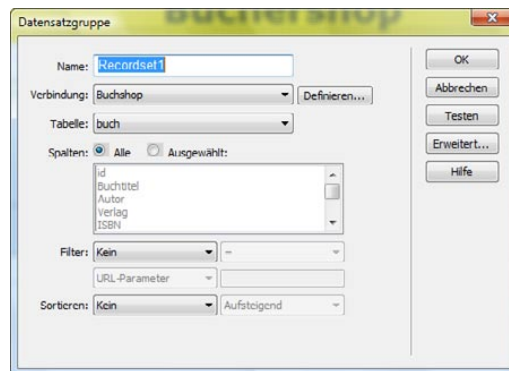 Büchershop
Datensatzgruppe
Name: Recordset1
Verbindung: Buchshop Definieren...
Tabelle: buch
Spalten: Alle Ausgewählt:
id
Buchtitel
Autor
Verlag
ISBN
Filter: Kein =
URL-Parameter
Sortieren: Kein Aufsteigend
OK
Abbrechen
Testen
Erweitert...
Hilfe